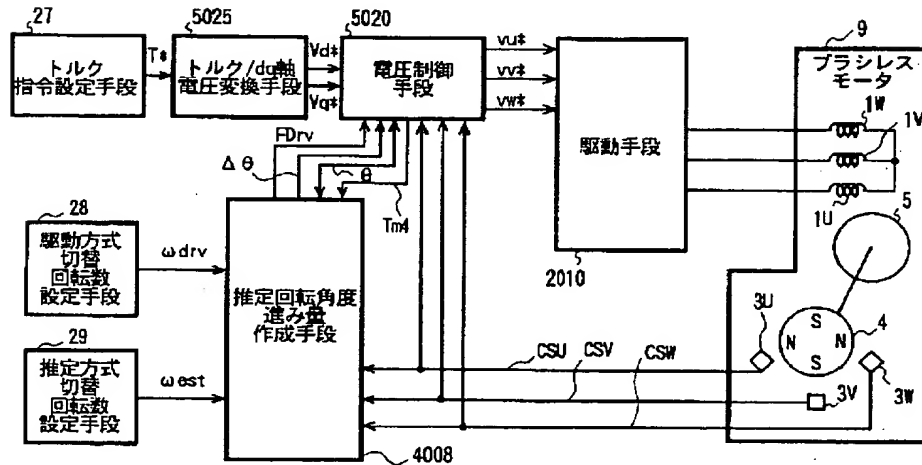 27
トルク
指令設定手段
T*
5025
トルク/dq軸
電圧変換手段
Vd*
Vq*
5020
電圧制御
手段
vu*
vv*
vw*
駆動手段
2010
9
ブラシレス
モータ
1W
1V
1U
5
FDrv
Δθ
θ
Tm4
28
駆動方式
切替
回転数
設定手段
ωdrv
29
推定方式
切替
回転数
設定手段
ωest
推定回転角度
進み量
作成手段
4008
CSU
CSV
CSW
3U
S
N
N
S
4
3V
3W